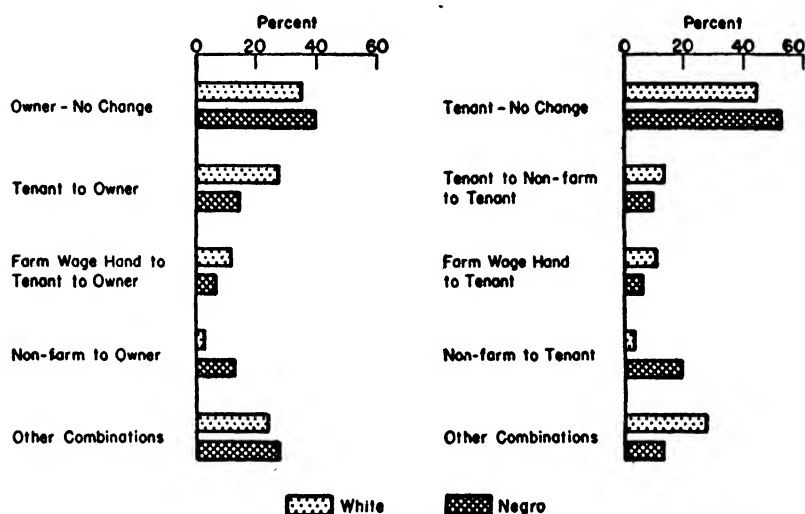 Percent
0 20 40 60
Owner - No Change
Tenant to Owner
Farm Wage Hand to
Tenant to Owner
Non-farm to Owner
Other Combinations
Percent
0 20 40 60
Tenant - No Change
Tenant to Non-farm
to Tenant
Farm Wage Hand
to Tenant
Non-farm to Tenant
Other Combinations
White Negro